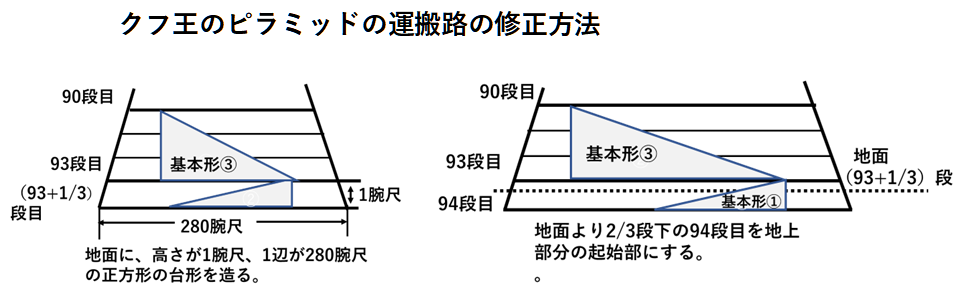 クフ王のピラミッドの運搬路の修正方法
90段目
93段目
基本形③
（93+1/3）
段目
1腕尺
280腕尺
地面に、高さが1腕尺、1辺が280腕尺
の正方形の台形を造る。
90段目
93段目
94段目
基本形③
基本形①
地面
（93+1/3）段
地面より2/3段下の94段目を地上
部分の起始部にする。
。